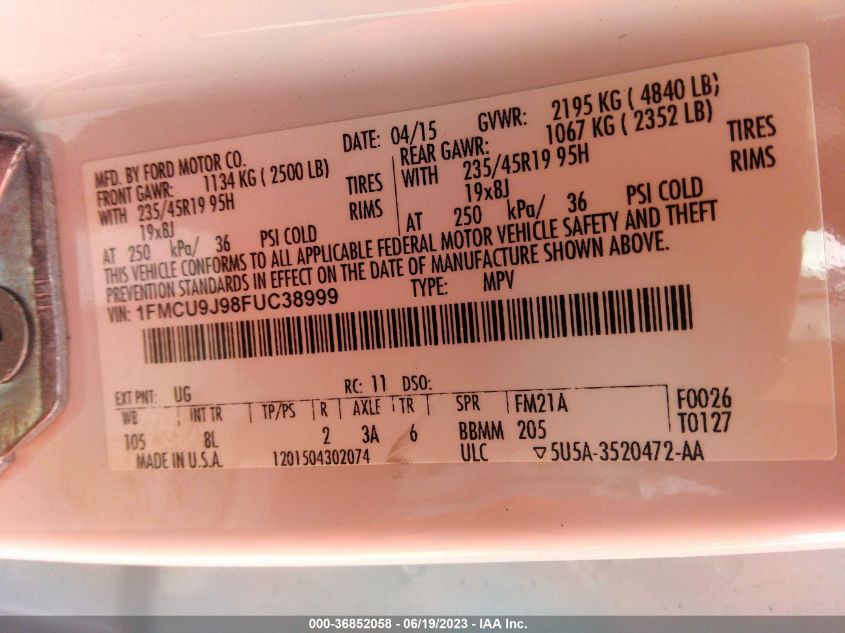 MFD. BY FORD MOTOR CO.
DATE: 04/15 GVWR: 2195 KG ( 4840 LB)
FRONT GAWR: 1134 KG ( 2500 LB)
REAR GAWR: 1067 KG ( 2352 LB)
WITH 235/45R19 95H TIRES
WITH 235/45R19 95H TIRES
19x8J RIMS
19x8J RIMS
AT 250 kPa/ 36 PSI COLD
AT 250 kPa/ 36 PSI COLD
THIS VEHICLE CONFORMS TO ALL APPLICABLE FEDERAL MOTOR VEHICLE SAFETY AND THEFT
PREVENTION STANDARDS IN EFFECT ON THE DATE OF MANUFACTURE SHOWN ABOVE.
VIN: 1FMCU9J98FUC38999 TYPE: MPV
EXT PNT: UG RC: 11 DSO:
WB INT TR TP/PS R AXLE TR SPR FM21A F0026
105 8L 2 3A 6 BBMM 205 T0127
MADE IN U.S.A. 1201504302074 ULC ▽5U5A-3520472-AA
000-36852058 - 06/19/2023 - IAA Inc.